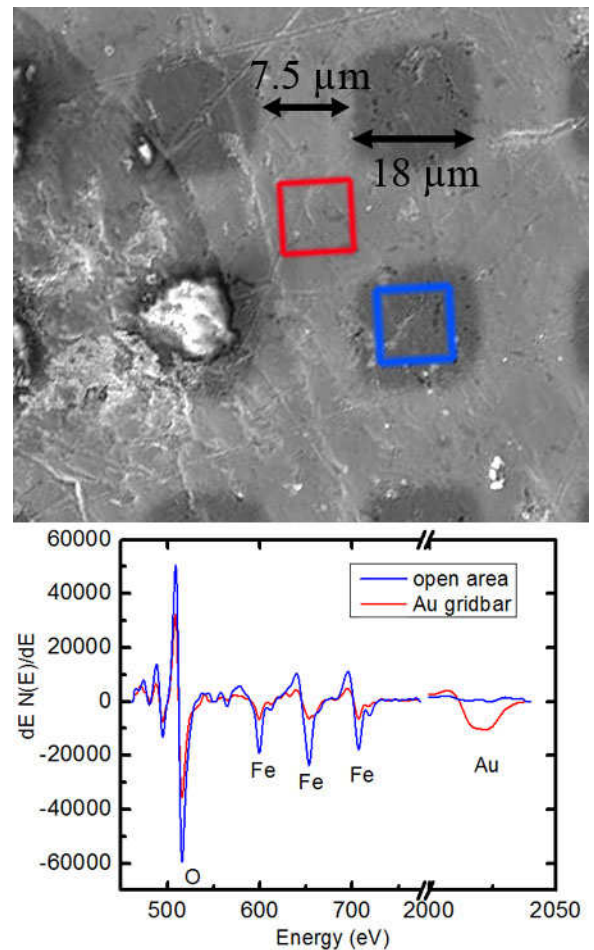 7.5 µm
18 µm
60000
40000
20000
0
-20000
-40000
-60000
dE N(E)/dE
open area
Au gridbar
Fe
Fe
Fe
Au
O
500
600
700
2000
2050
Energy (eV)